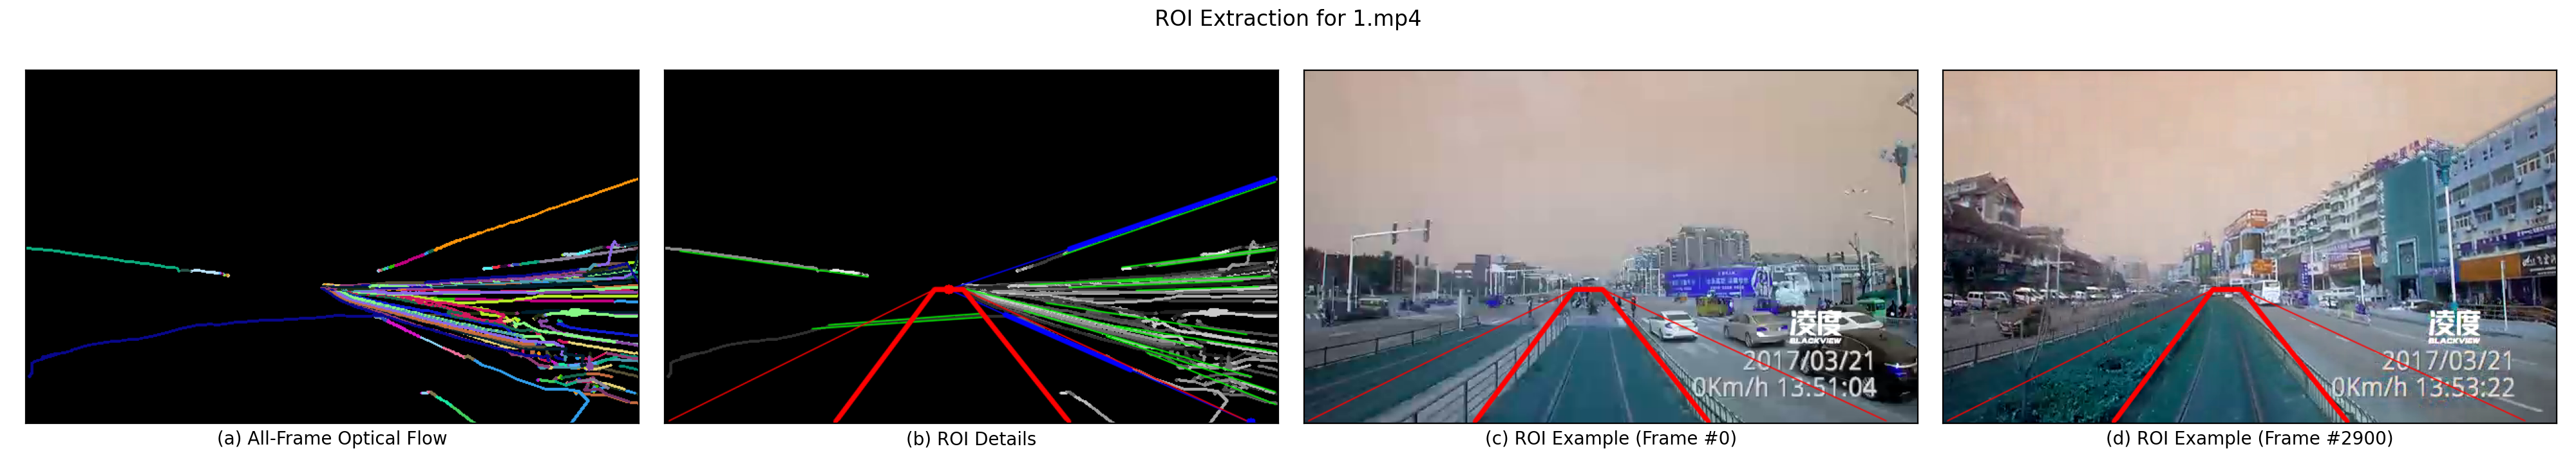 ROI Extraction for 1.mp4
(a) All-Frame Optical Flow
(b) ROI Details
凌度
BLACKVIEW
2017/03/21
0Km/h 13:51:04
(c) ROI Example (Frame #0)
凌度
BLACKVIEW
2017/03/21
0Km/h 13:53:22
(d) ROI Example (Frame #2900)